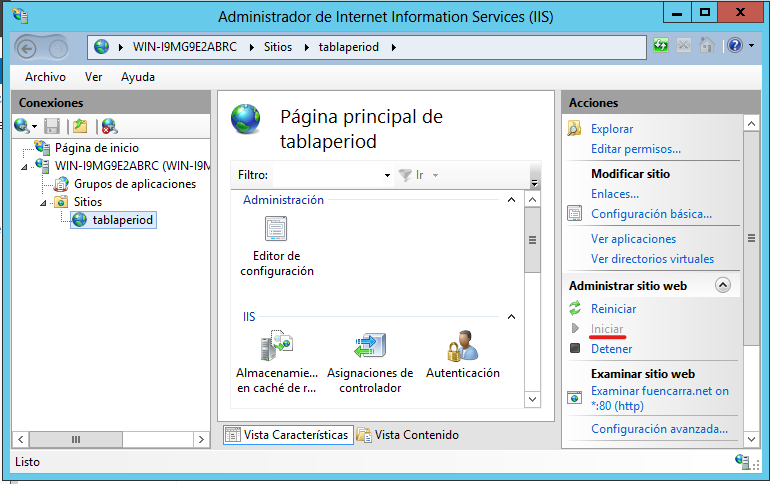 Administrador de Internet Information Services (IIS)
WIN-I9MG9E2ABRC
Sitios
tablaperiod
Archivo
Ver
Ayuda
Conexiones
Página de inicio
WIN-I9MG9E2ABRC (WIN-I9M
Grupos de aplicaciones
Sitios
tablaperiod
Página principal de
tablaperiod
Filtro:
Ir
Administración
Editor de
configuración
IIS
Almacenamie...
en caché de r...
Asignaciones de
controlador
Autenticación
Vista Características
Vista Contenido
Acciones
Explorar
Editar permisos...
Modificar sitio
Enlaces...
Configuración básica...
Ver aplicaciones
Ver directorios virtuales
Administrar sitio web
Reiniciar
Iniciar
Detener
Examinar sitio web
Examinar fuencarra.net on
*:80 (http)
Configuración avanzada...
Listo